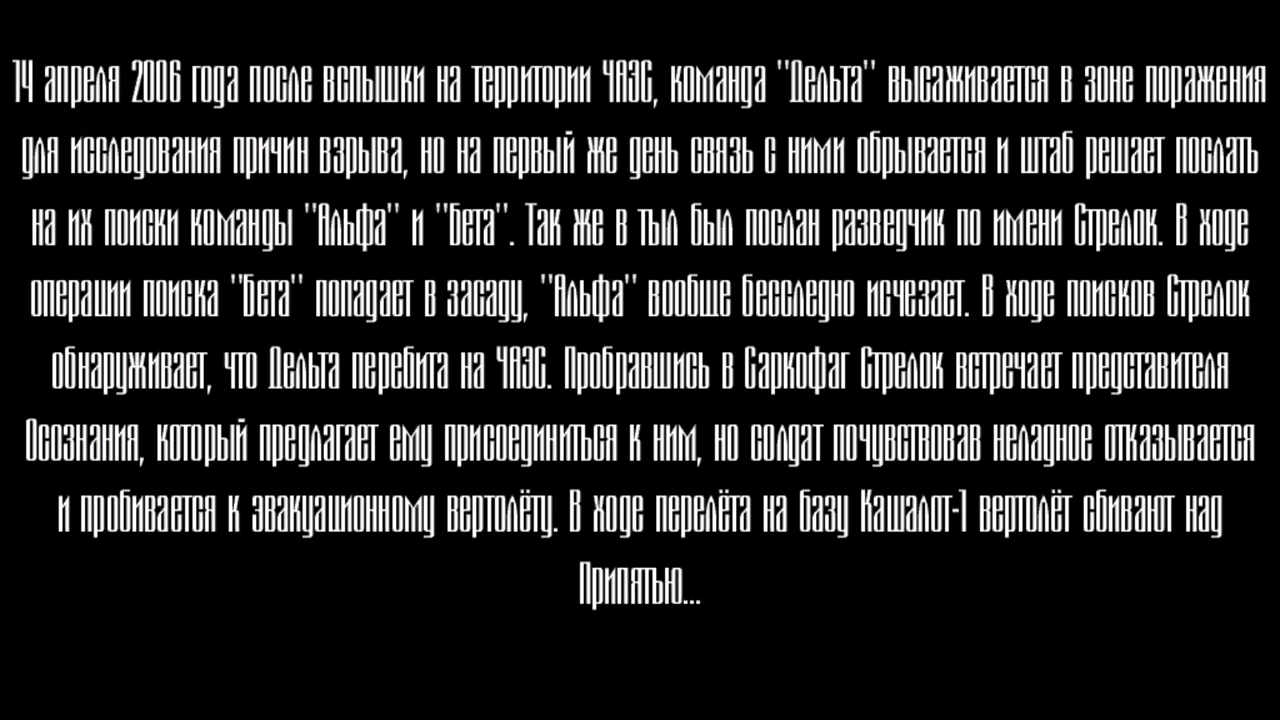 14 апреля 2006 года после вспышки на территории ЧАЭС, команда "Дельта" высаживается в зоне поражения
для исследования причин взрыва, но на первый же день связь с ними обрывается и штаб решает послать
на их поиски команды "Альфа" и "Бета". Так же в тыл был послан разведчик по имени Стрелок. В ходе
операции поиска "Бета" попадает в засаду, "Альфа" вообще бесследно исчезает. В ходе поисков Стрелок
обнаруживает, что Дельта перебита на ЧАЭС. Пробравшись в Саркофаг Стрелок встречает представителя
Осознания, который предлагает ему присоединиться к ним, но солдат почувствовав неладное отказывается
и пробивается к эвакуационному вертолёту. В ходе перелёта на базу Кашалот-1 вертолёт сбивают над
Припятью...